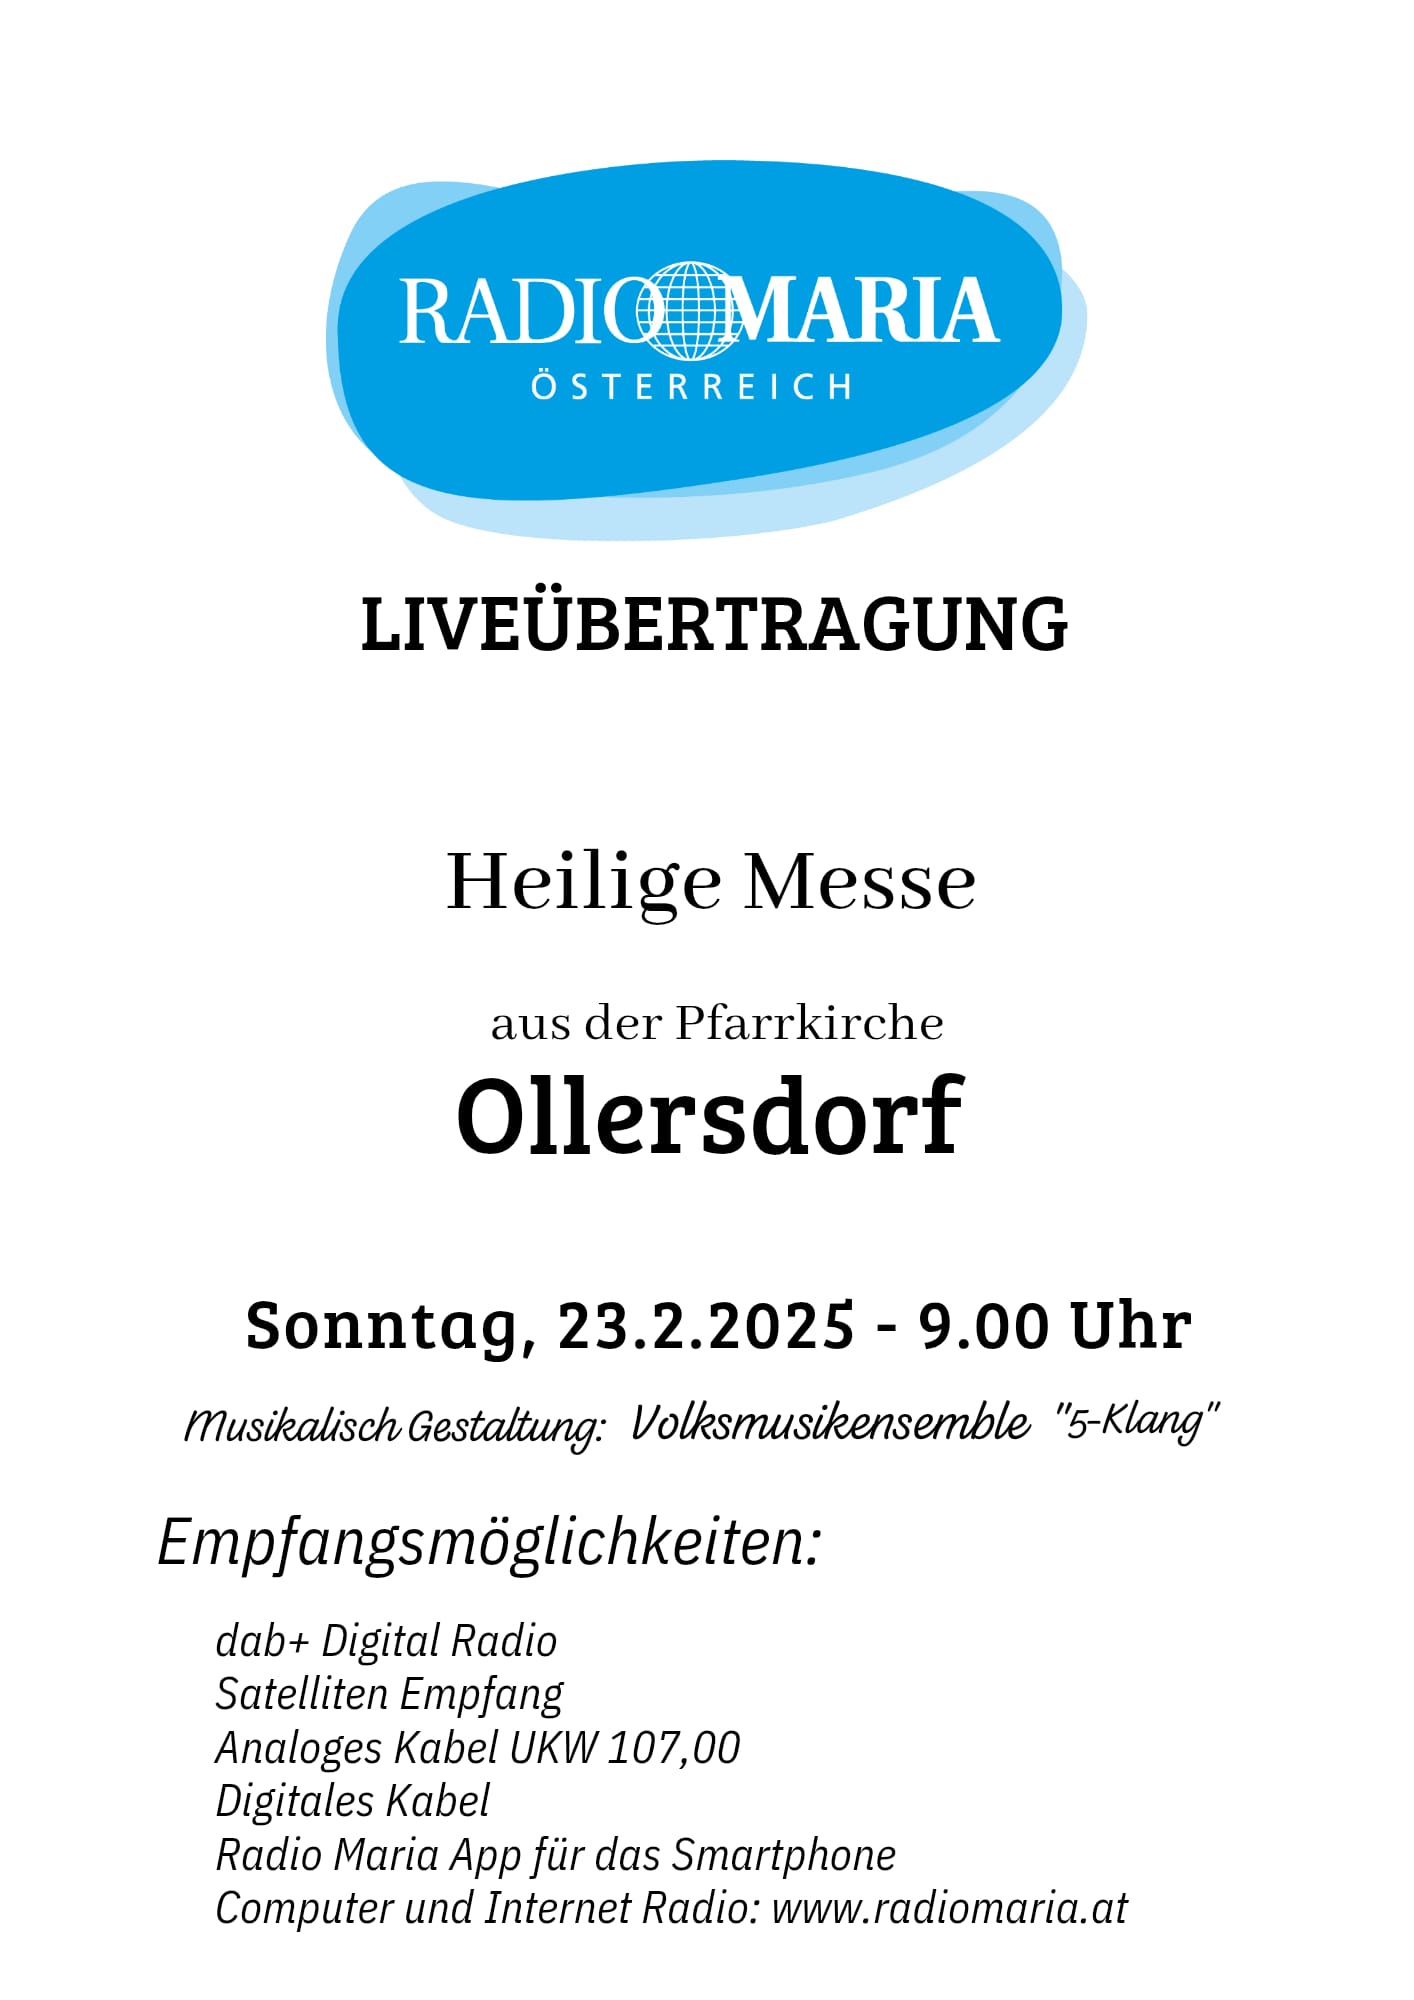 RADIO MARIA
ÖSTERREICH
LIVEÜBERTRAGUNG
Heilige Messe
aus der Pfarrkirche
Ollersdorf
Sonntag, 23.2.2025 - 9.00 Uhr
Musikalisch Gestaltung: Volksmusikensemble "5-Klang"
Empfangsmöglichkeiten:
dab+ Digital Radio
Satelliten Empfang
Analoges Kabel UKW 107,00
Digitales Kabel
Radio Maria App für das Smartphone
Computer und Internet Radio: www.radiomaria.at